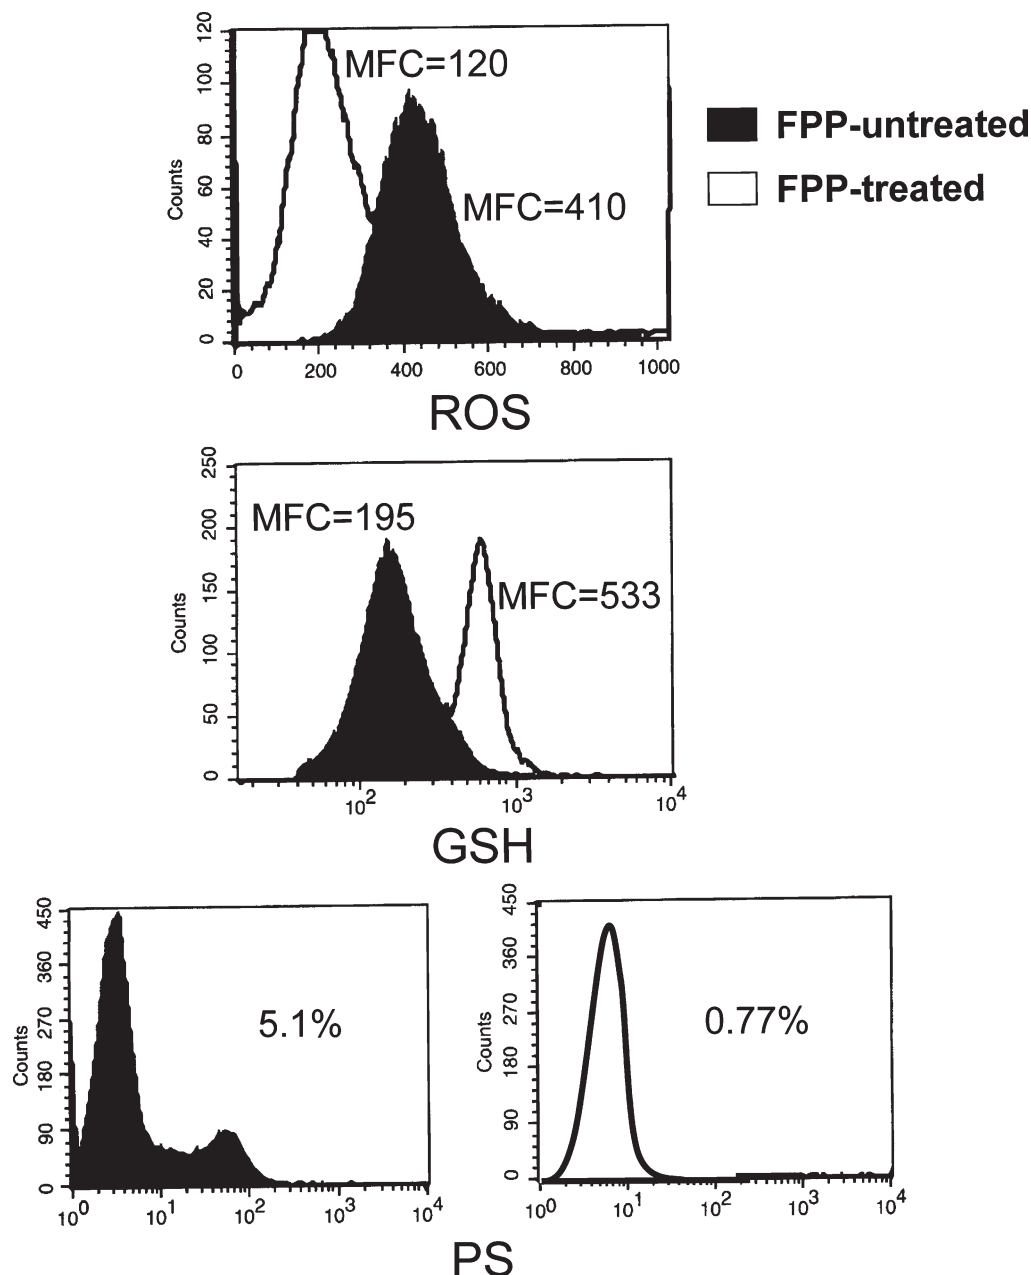 120
100
80
60
40
20
0
Counts
MFC=120
MFC=410
0 200 400 600 800 1000
ROS
FPP-untreated
FPP-treated
250
200
150
100
50
0
Counts
MFC=195
MFC=533
10² 10³ 10⁴
GSH
450
360
270
180
90
0
Counts
5.1%
10⁰ 10¹ 10² 10³ 10⁴
450
360
270
180
90
0
Counts
0.77%
10⁰ 10¹ 10² 10³ 10⁴
PS